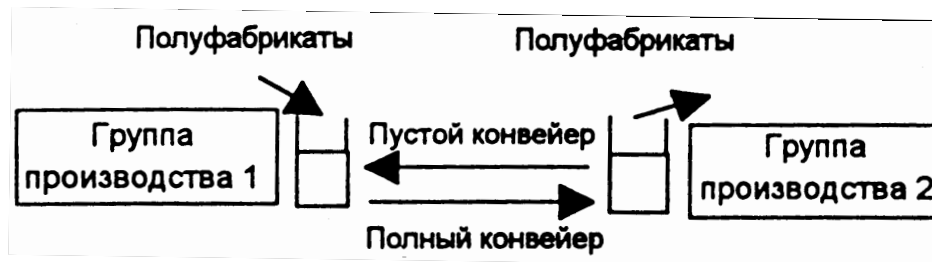 Полуфабрикаты
Полуфабрикаты
Группа
производства 1
Пустой конвейер
Полный конвейер
Группа
производства 2